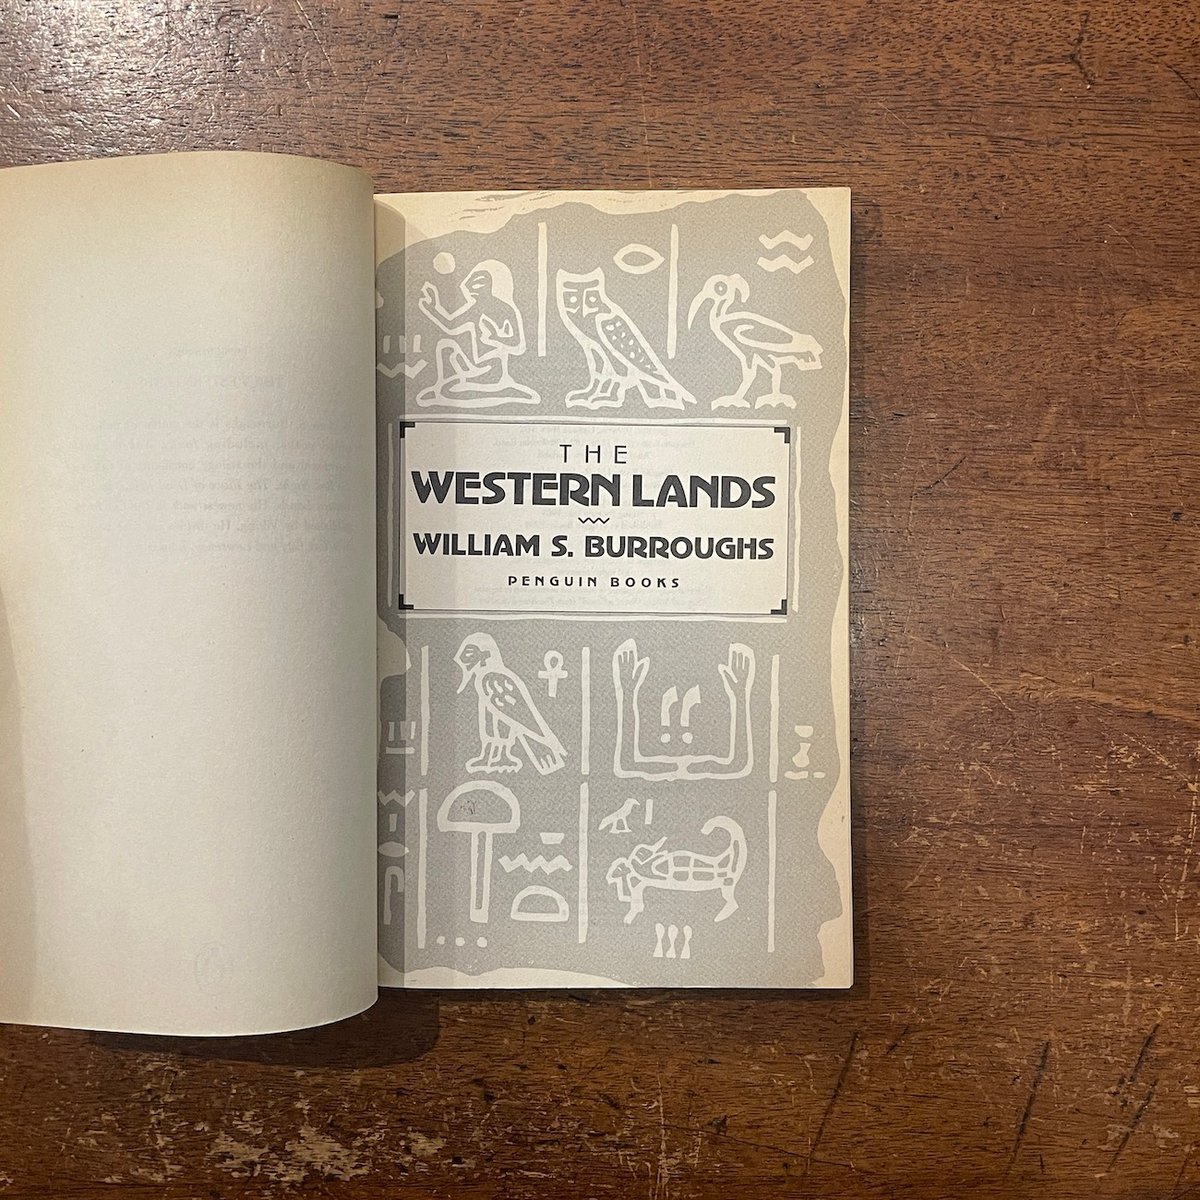 THE
WESTERN LANDS
WILLIAM S. BURROUGHS
PENGUIN BOOKS